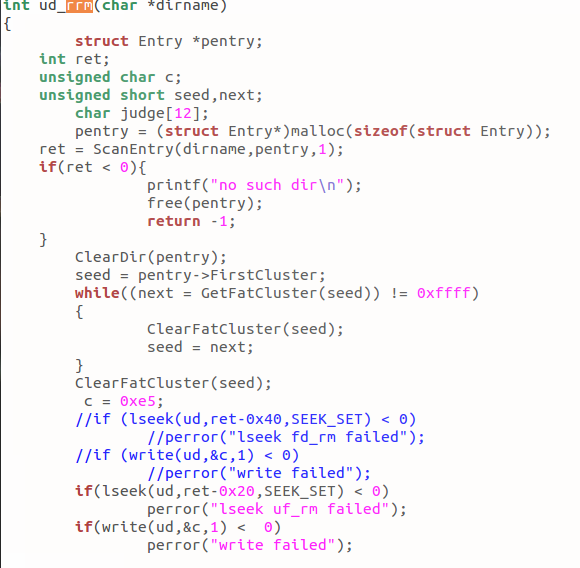 int ud_rrm(char *dirname)
{
        struct Entry *pentry;
    int ret;
    unsigned char c;
    unsigned short seed,next;
        char judge[12];
        pentry = (struct Entry*)malloc(sizeof(struct Entry));
    ret = ScanEntry(dirname,pentry,1);
    if(ret < 0){
                printf("no such dir\n");
                free(pentry);
                return -1;
    }
        ClearDir(pentry);
        seed = pentry->FirstCluster;
        while((next = GetFatCluster(seed)) != 0xffff)
        {
                ClearFatCluster(seed);
                seed = next;
        }
        ClearFatCluster(seed);
         c = 0xe5;
        //if (lseek(ud,ret-0x40,SEEK_SET) < 0)
                //perror("lseek fd_rm failed");
        //if (write(ud,&c,1) < 0)
                //perror("write failed");
        if(lseek(ud,ret-0x20,SEEK_SET) < 0)
                perror("lseek uf_rm failed");
        if(write(ud,&c,1) <  0)
                perror("write failed");